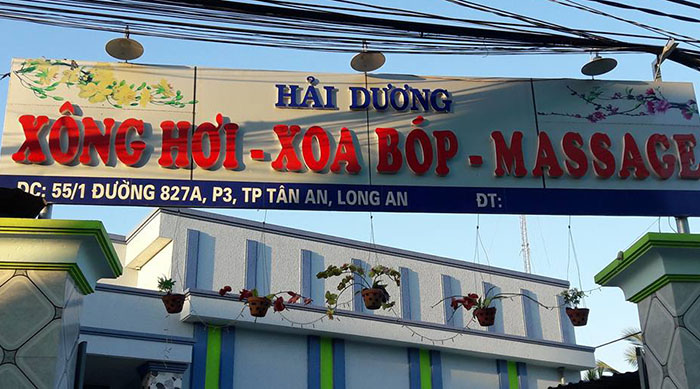 HẢI DƯƠNG
XÔNG HƠI - XOA BÓP - MASSAGE
ĐC: 55/1 ĐƯỜNG 827A, P3, TP TÂN AN, LONG AN ĐT: